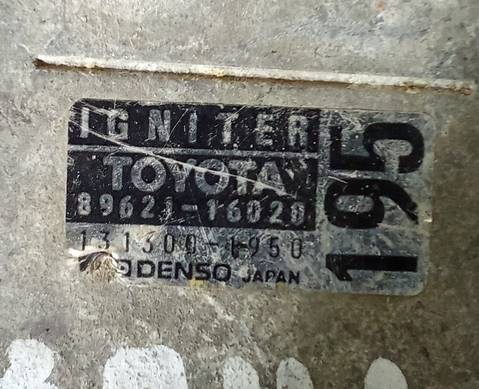 IGNITER
TOYOTA
89621-16020
131300-1950
DENSO JAPAN
195